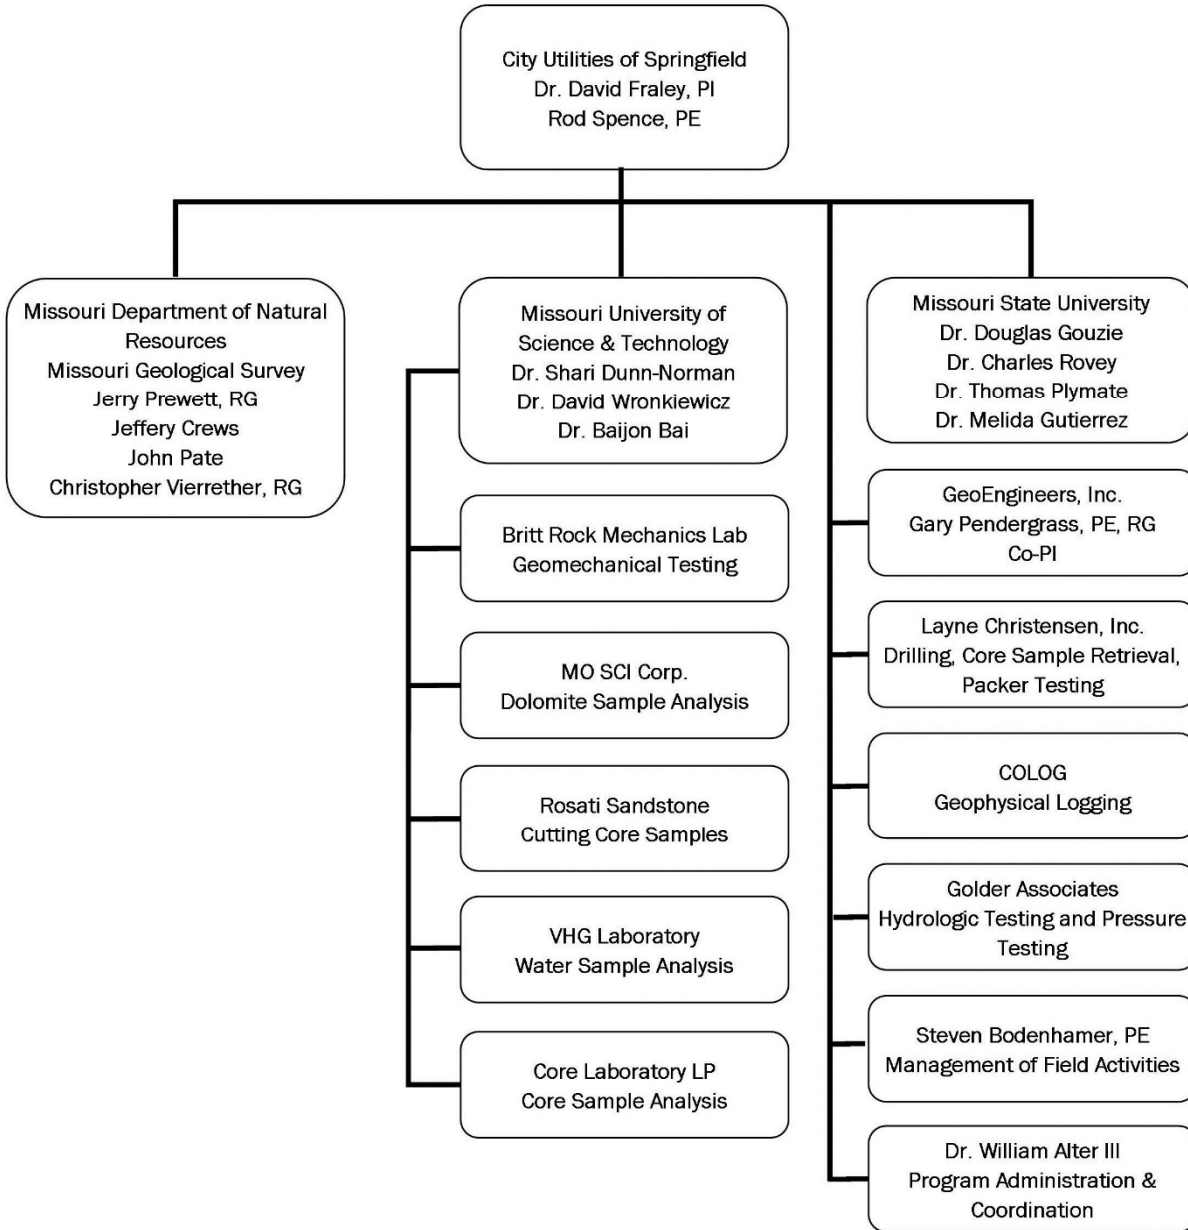 City Utilities of Springfield
Dr. David Fraley, PI
Rod Spence, PE
Missouri Department of Natural
Resources
Missouri Geological Survey
Jerry Prewett, RG
Jeffery Crews
John Pate
Christopher Vierrether, RG
Missouri University of
Science & Technology
Dr. Shari Dunn-Norman
Dr. David Wronkiewicz
Dr. Baijon Bai
Britt Rock Mechanics Lab
Geomechanical Testing
MO SCI Corp.
Dolomite Sample Analysis
Rosati Sandstone
Cutting Core Samples
VHG Laboratory
Water Sample Analysis
Core Laboratory LP
Core Sample Analysis
Missouri State University
Dr. Douglas Gouzie
Dr. Charles Rovey
Dr. Thomas Plymate
Dr. Melida Gutierrez
GeoEngineers, Inc.
Gary Pendergrass, PE, RG
Co-PI
Layne Christensen, Inc.
Drilling, Core Sample Retrieval,
Packer Testing
COLOG
Geophysical Logging
Golder Associates
Hydrologic Testing and Pressure
Testing
Steven Bodenhamer, PE
Management of Field Activities
Dr. William Alter III
Program Administration &
Coordination